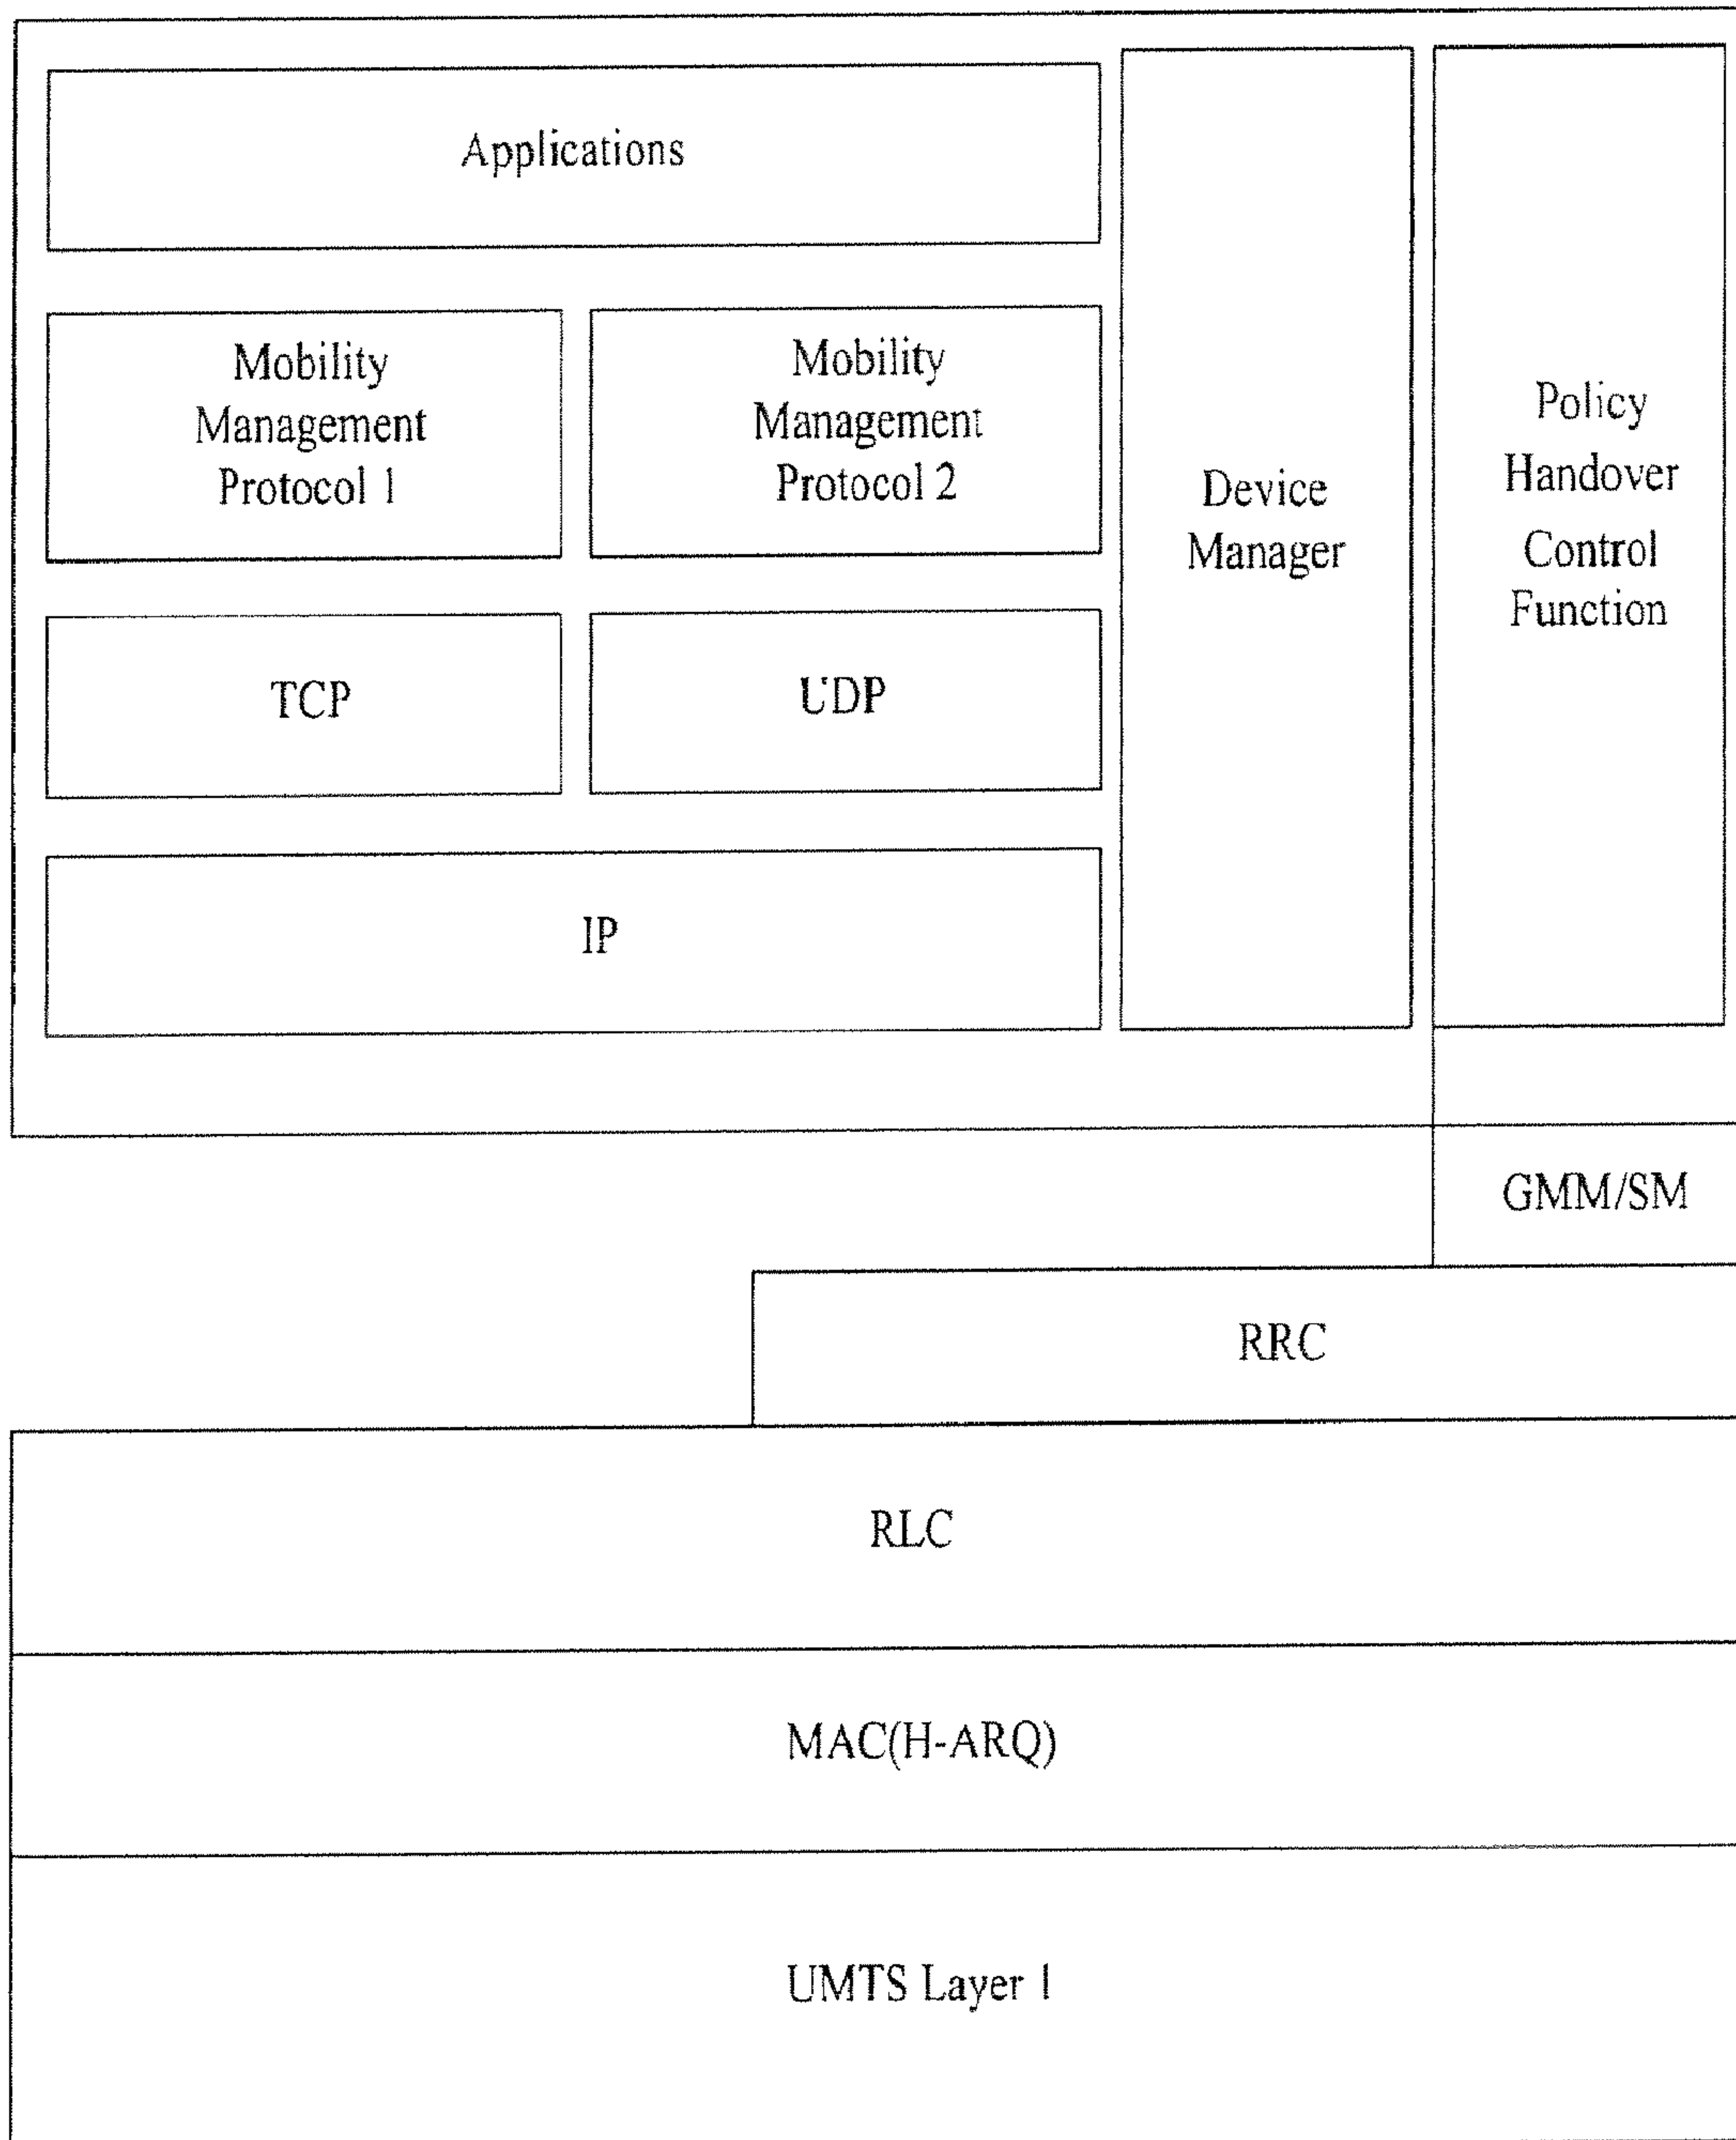 Applications
Mobility
Management
Protocol 1
Mobility
Management
Protocol 2
Device
Manager
Policy
Handover
Control
Function
TCP
UDP
IP
GMM/SM
RRC
RLC
MAC(H-ARQ)
UMTS Layer 1